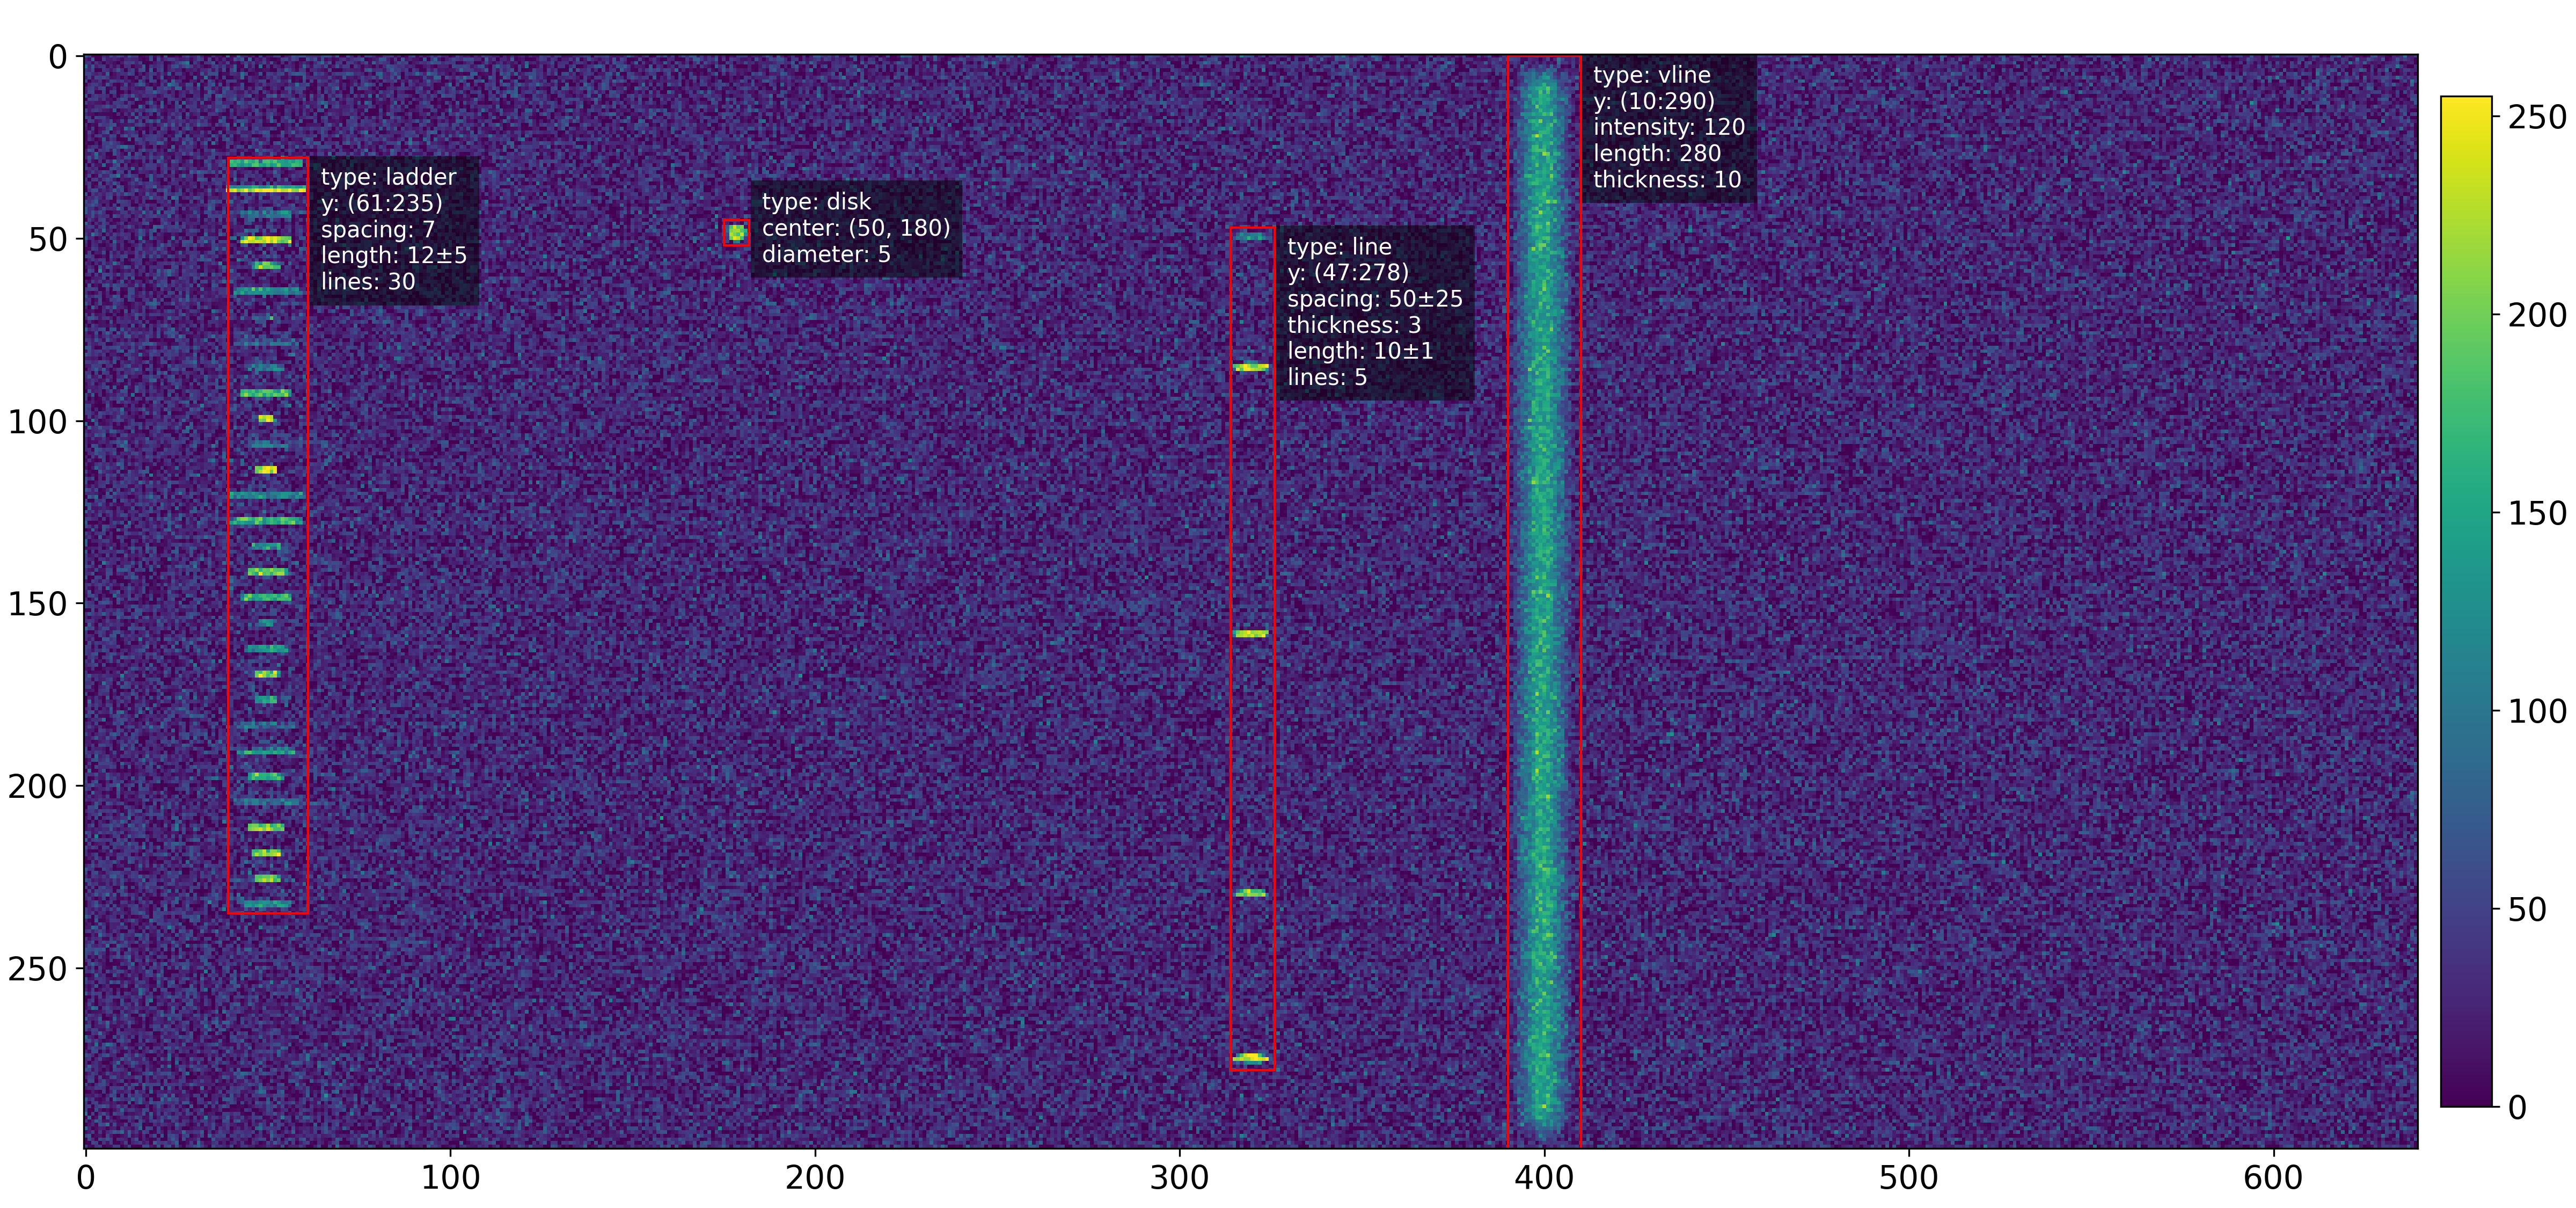 0
50
100
150
200
250
0
100
200
300
400
500
600
type: ladder
y: (61:235)
spacing: 7
length: 12±5
lines: 30
type: disk
center: (50, 180)
diameter: 5
type: line
y: (47:278)
spacing: 50±25
thickness: 3
length: 10±1
lines: 5
type: vline
y: (10:290)
intensity: 120
length: 280
thickness: 10
250
200
150
100
50
0